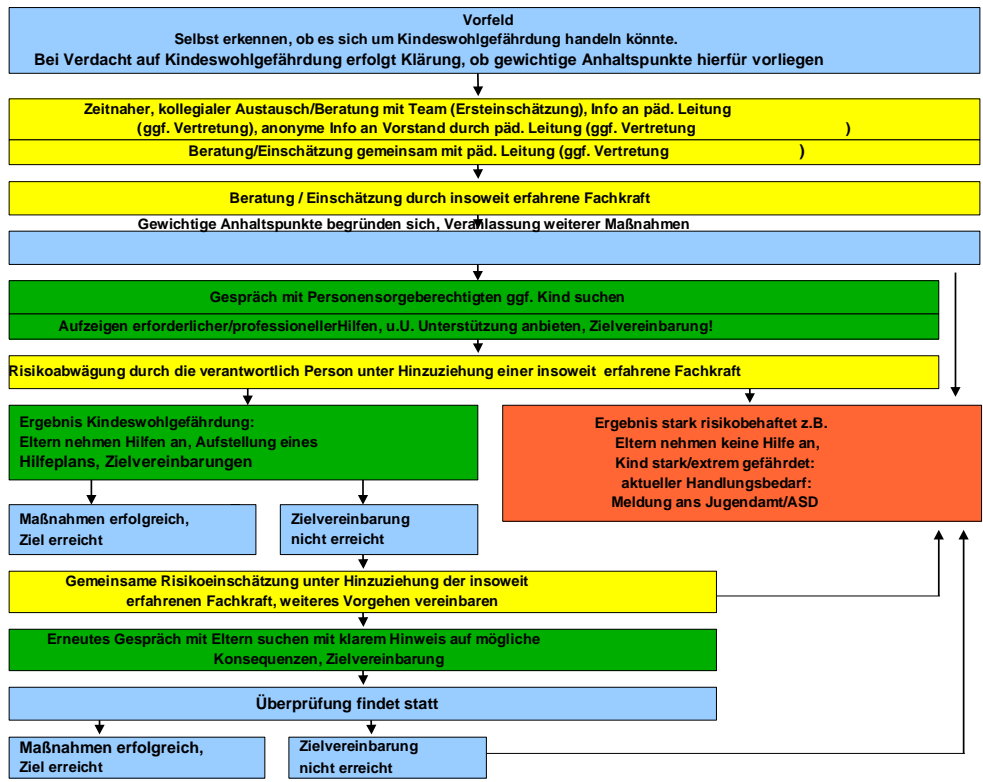 Vorfeld
Selbst erkennen, ob es sich um Kindeswohlgefährdung handeln könnte.
Bei Verdacht auf Kindeswohlgefährdung erfolgt Klärung, ob gewichtige Anhaltspunkte hierfür vorliegen
Zeitnaher, kollegialer Austausch/Beratung mit Team (Ersteinschätzung), Info an päd. Leitung
(ggf. Vertretung), anonyme Info an Vorstand durch päd. Leitung (ggf. Vertretung )
Beratung/Einschätzung gemeinsam mit päd. Leitung (ggf. Vertretung )
Beratung / Einschätzung durch insoweit erfahrene Fachkraft
Gewichtige Anhaltspunkte begründen sich, Veranlassung weiterer Maßnahmen
Gespräch mit Personensorgeberechtigten ggf. Kind suchen
Aufzeigen erforderlicher/professionellerHilfen, u.U. Unterstützung anbieten, Zielvereinbarung!
Risikoabwägung durch die verantwortlich Person unter Hinzuziehung einer insoweit erfahrene Fachkraft
Ergebnis Kindeswohlgefährdung:
Eltern nehmen Hilfen an, Aufstellung eines
Hilfeplans, Zielvereinbarungen
Ergebnis stark risikobehaftet z.B.
Eltern nehmen keine Hilfe an,
Kind stark/extrem gefährdet:
aktueller Handlungsbedarf:
Meldung ans Jugendamt/ASD
Maßnahmen erfolgreich,
Ziel erreicht
Zielvereinbarung
nicht erreicht
Gemeinsame Risikoeinschätzung unter Hinzuziehung der insoweit
erfahrenen Fachkraft, weiteres Vorgehen vereinbaren
Erneutes Gespräch mit Eltern suchen mit klarem Hinweis auf mögliche
Konsequenzen, Zielvereinbarung
Überprüfung findet statt
Maßnahmen erfolgreich,
Ziel erreicht
Zielvereinbarung
nicht erreicht